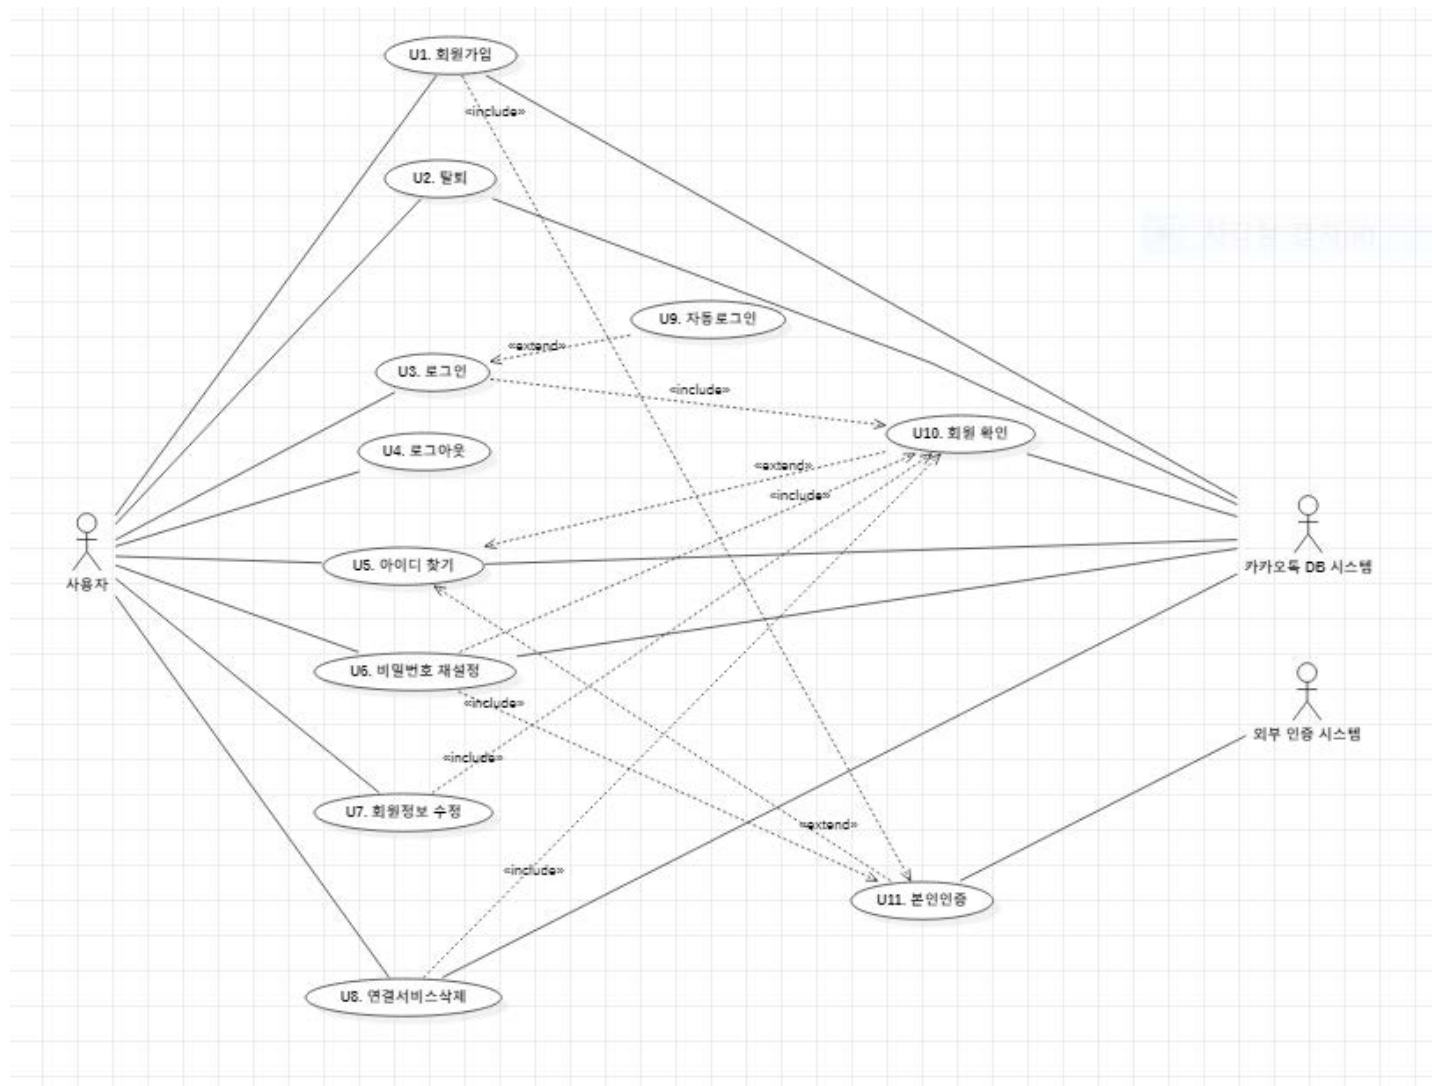 U1. 회원가입
«include»
U2. 탈퇴
U9. 자동로그인
«extend»
U3. 로그인
«include»
U10. 회원 확인
U4. 로그아웃
«extend»
«include»
U5. 아이디 찾기
카카오톡 DB 시스템
사용자
U6. 비밀번호 재설정
«include»
외부 인증 시스템
«include»
U7. 회원정보 수정
«extend»
«include»
U11. 본인인증
U8. 연결서비스삭제